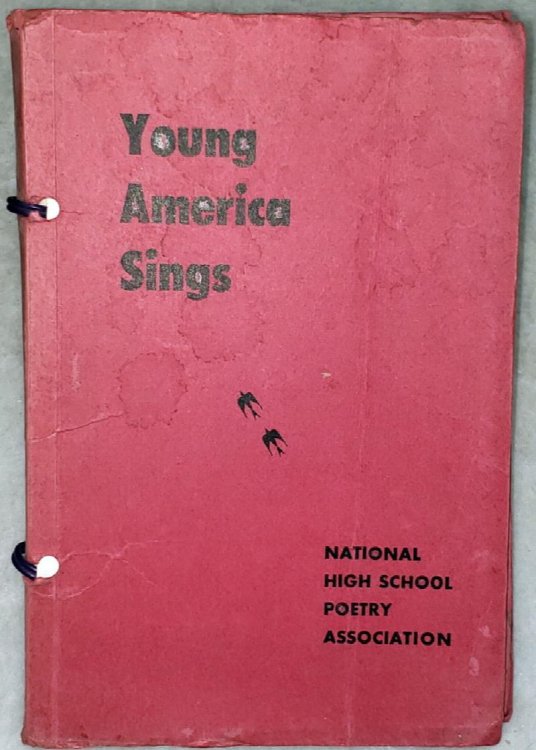 Young
America
Sings
NATIONAL
HIGH SCHOOL
POETRY
ASSOCIATION